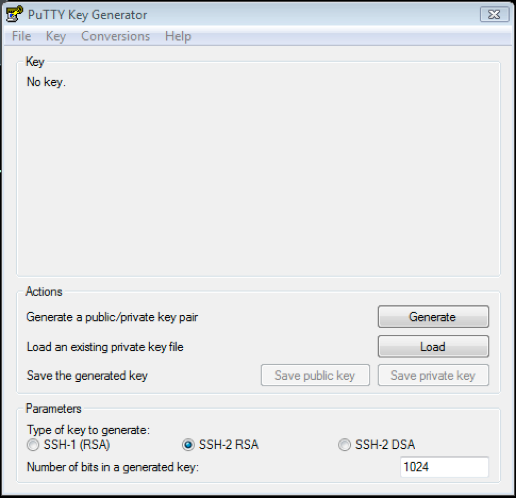 PuTTY Key Generator
File Key Conversions Help
Key
No key.
Actions
Generate a public/private key pair Generate
Load an existing private key file Load
Save the generated key Save public key Save private key
Parameters
Type of key to generate:
SSH-1 (RSA) SSH-2 RSA SSH-2 DSA
Number of bits in a generated key: 1024